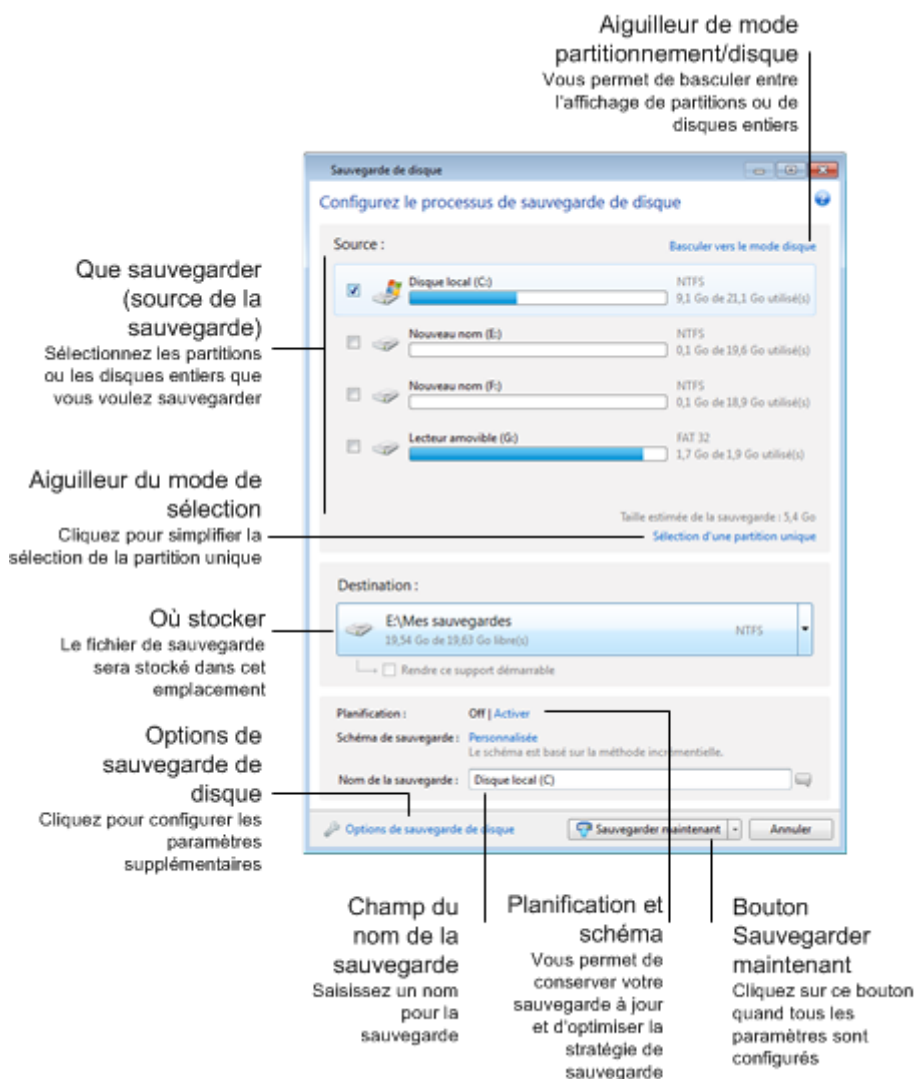 Aiguilleur de mode
partitionnement/disque
Vous permet de basculer entre
l'affichage de partitions ou de
disques entiers
Sauvegarde de disque
Configurez le processus de sauvegarde de disque
Source :
Basculer vers le mode disque
Disque local (C:)
NTFS
9,1 Go de 21,1 Go utilisé(s)
Nouveau nom (E:)
NTFS
0,1 Go de 19,6 Go utilisé(s)
Nouveau nom (F:)
NTFS
0,1 Go de 18,9 Go utilisé(s)
Lecteur amovible (G:)
FAT 32
1,7 Go de 1,9 Go utilisé(s)
Taille estimée de la sauvegarde : 5,4 Go
Sélection d'une partition unique
Que sauvegarder
(source de la
sauvegarde)
Sélectionnez les partitions
ou les disques entiers que
vous voulez sauvegarder
Aiguilleur du mode de
sélection
Cliquez pour simplifier la
sélection de la partition unique
Destination :
E:\Mes sauvegardes
19,54 Go de 19,63 Go libre(s)
NTFS
Rendre ce support démarrable
Où stocker
Le fichier de sauvegarde
sera stocké dans cet
emplacement
Planification :
Off | Activer
Schéma de sauvegarde :
Personnalisée
Le schéma est basé sur la méthode incrémentielle.
Nom de la sauvegarde :
Disque local (C)
Options de sauvegarde de disque
Sauvegarder maintenant
Annuler
Options de
sauvegarde de
disque
Cliquez pour configurer les
paramètres
supplémentaires
Champ du
nom de la
sauvegarde
Saisissez un nom
pour la
sauvegarde
Planification et
schéma
Vous permet de
conserver votre
sauvegarde à jour
et d'optimiser la
stratégie de
sauvegarde
Bouton
Sauvegarder
maintenant
Cliquez sur ce bouton
quand tous les
paramètres sont
configurés